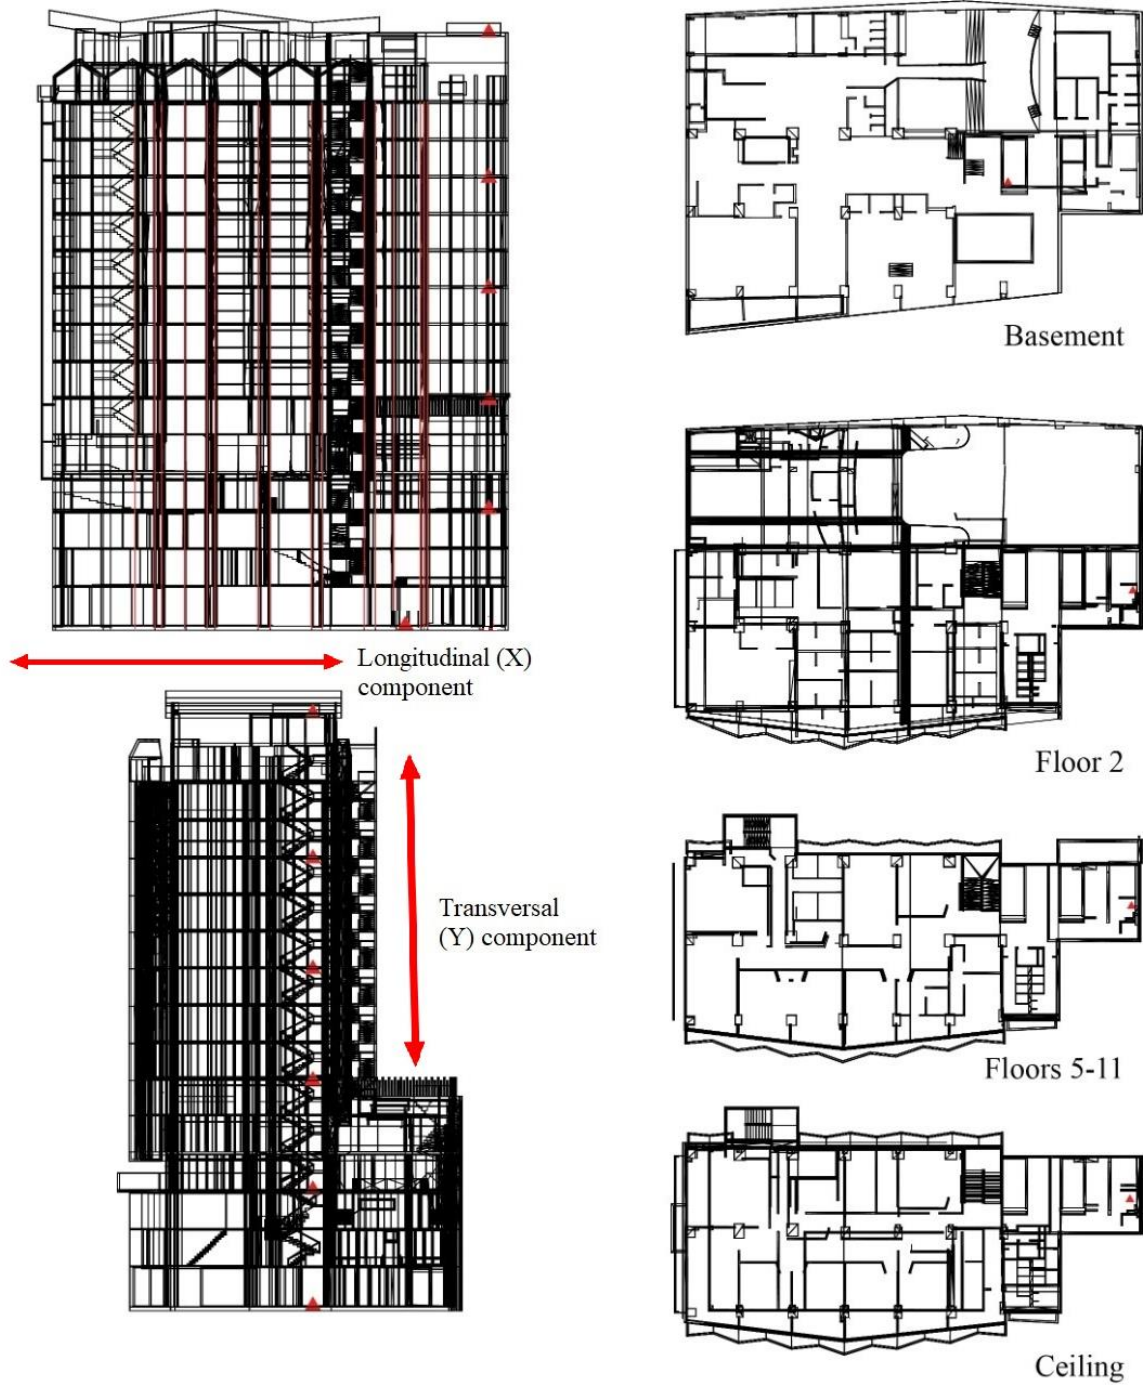 Basement
Longitudinal (X)
component
Floor 2
Transversal
(Y) component
Floors 5-11
Ceiling